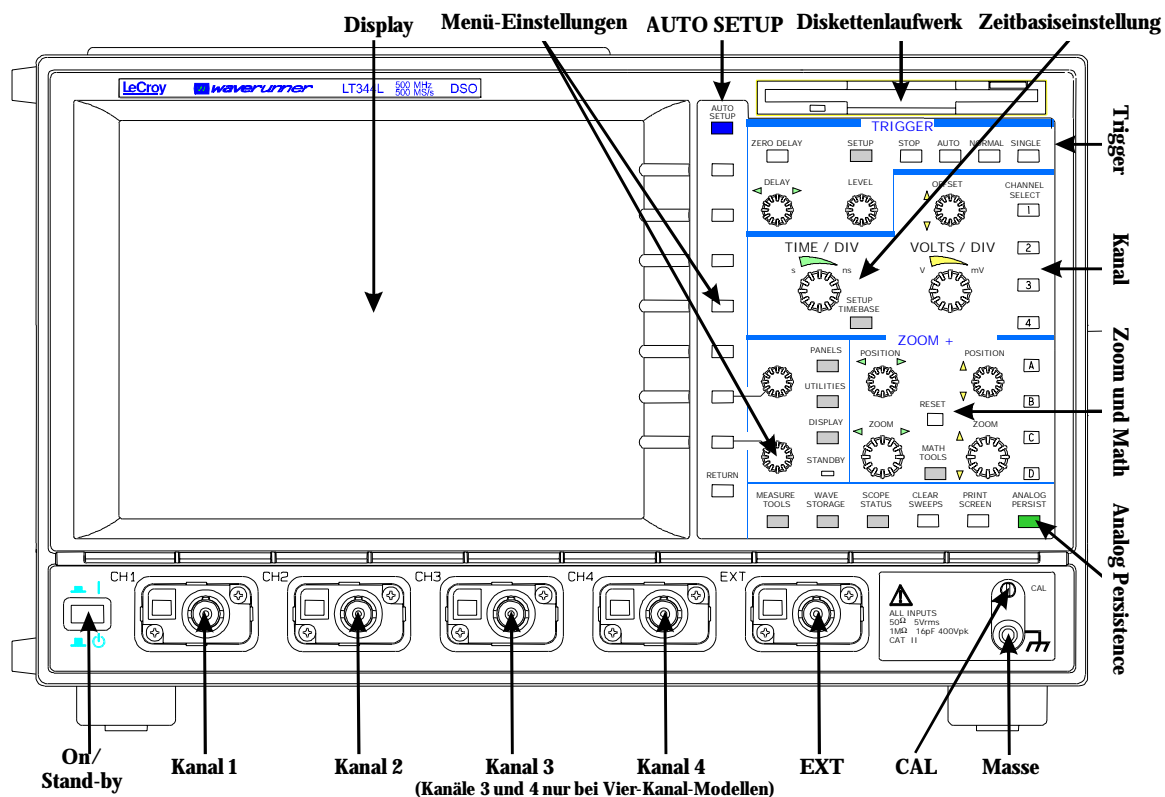 Display
Menü-Einstellungen
AUTO SETUP
Diskettenlaufwerk
Zeitbasiseinstellung
LeCroy
waverunner
LT344L
500 MHz
500 MS/s
DSO
AUTO
SETUP
TRIGGER
ZERO DELAY
SETUP
STOP
AUTO
NORMAL
SINGLE
DELAY
LEVEL
OFFSET
CHANNEL
SELECT
1
2
3
4
TIME / DIV
s
ns
VOLTS / DIV
V
mV
SETUP
TIMEBASE
ZOOM +
PANELS
UTILITIES
DISPLAY
STANDBY
POSITION
POSITION
RESET
ZOOM
ZOOM
MATH
TOOLS
A
B
C
D
RETURN
MEASURE
TOOLS
WAVE
STORAGE
SCOPE
STATUS
CLEAR
SWEEPS
PRINT
SCREEN
ANALOG
PERSIST
Trigger
Kanal
Zoom und Math
Analog Persistence
CH1
CH2
CH3
CH4
EXT
ALL INPUTS
50Ω 5Vrms
1MΩ 16pF 400Vpk
CAT II
CAL
On/
Stand-by
Kanal 1
Kanal 2
Kanal 3
Kanal 4
EXT
CAL
Masse
(Kanäle 3 und 4 nur bei Vier-Kanal-Modellen)